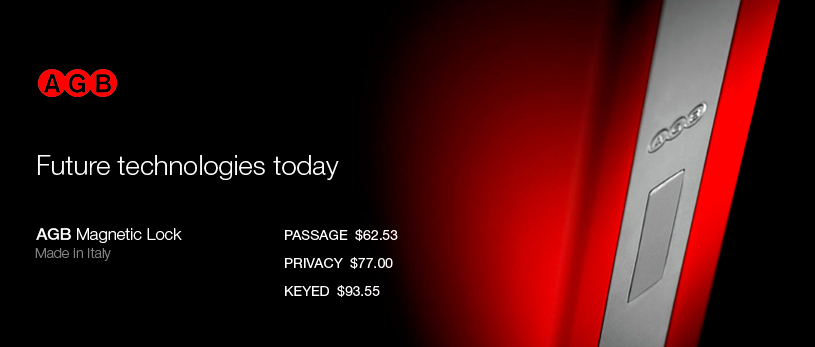 AGB
Future technologies today
AGB Magnetic Lock
Made in Italy
PASSAGE $62.53
PRIVACY $77.00
KEYED $93.55
AGB